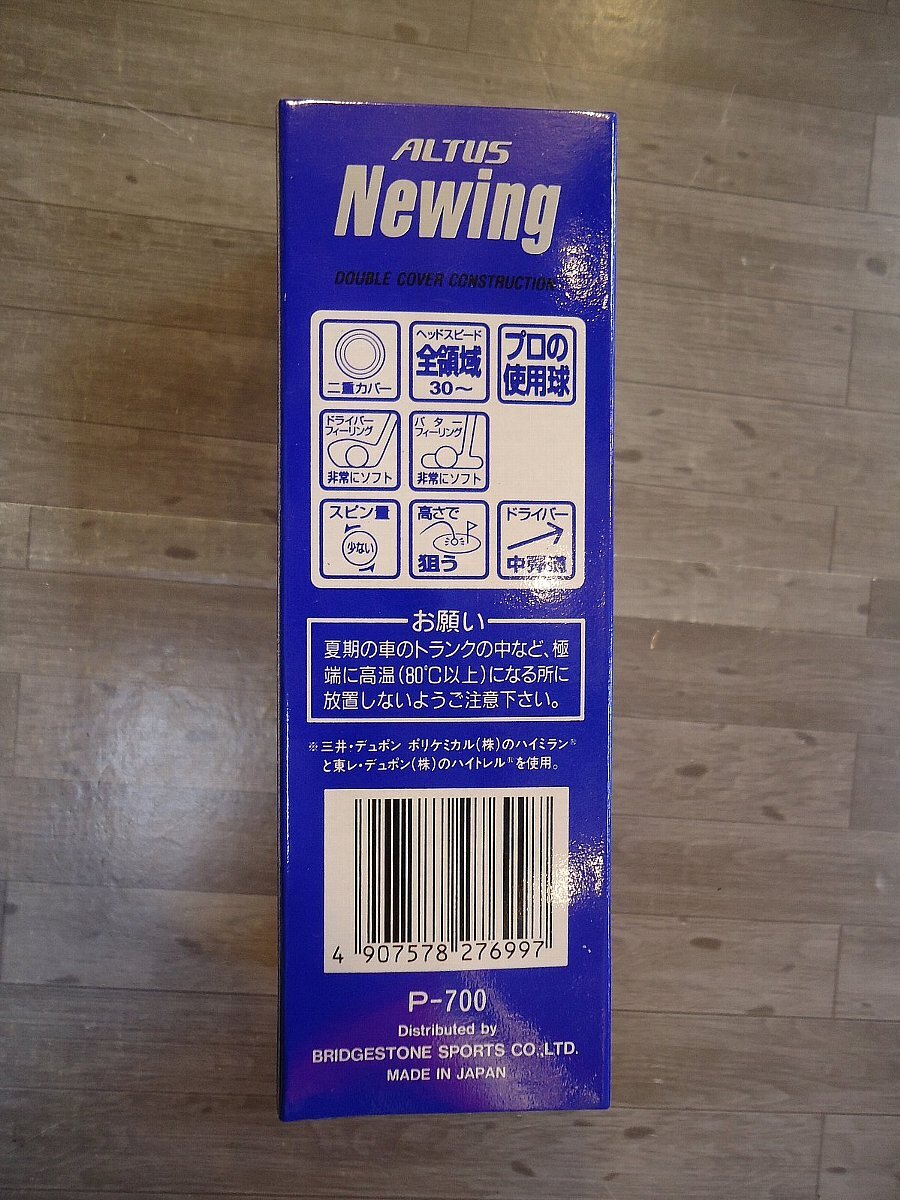 ALTUS
Newing
DOUBLE COVER CONSTRUCTION
二重カバー
ヘッドスピード
全領域
30～
プロの
使用球
ドライバー
フィーリング
非常にソフト
パター
フィーリング
非常にソフト
スピン量
少ない
高さで
狙う
ドライバー
中弾道
お願い
夏期の車のトランクの中など、極
端に高温(80℃以上)になる所に
放置しないようご注意下さい。
※三井・デュポン ポリケミカル(株)のハイミラン®
と東レ・デュポン(株)のハイトレル®を使用。
4 907578 276997
P-700
Distributed by
BRIDGESTONE SPORTS CO.,LTD.
MADE IN JAPAN